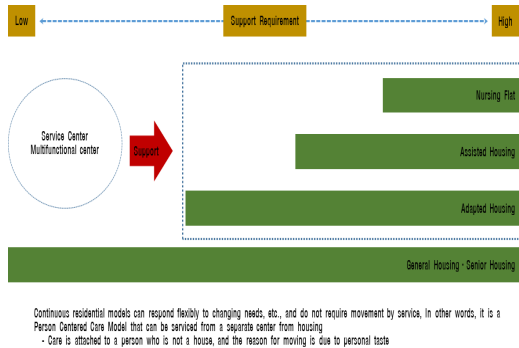 Low
Support Requirement
High
Nursing Flat
Service Center
Multifunctional center
Support
Assisted Housing
Adapted Housing
General Housing - Senior Housing
Continuous residential models can respond flexibly to changing needs, etc., and do not require movement by service, In other words, it is a
Person Centered Care Model that can be serviced from a separate center from housing
- Care is attached to a person who is not a house, and the reason for moving is due to personal taste